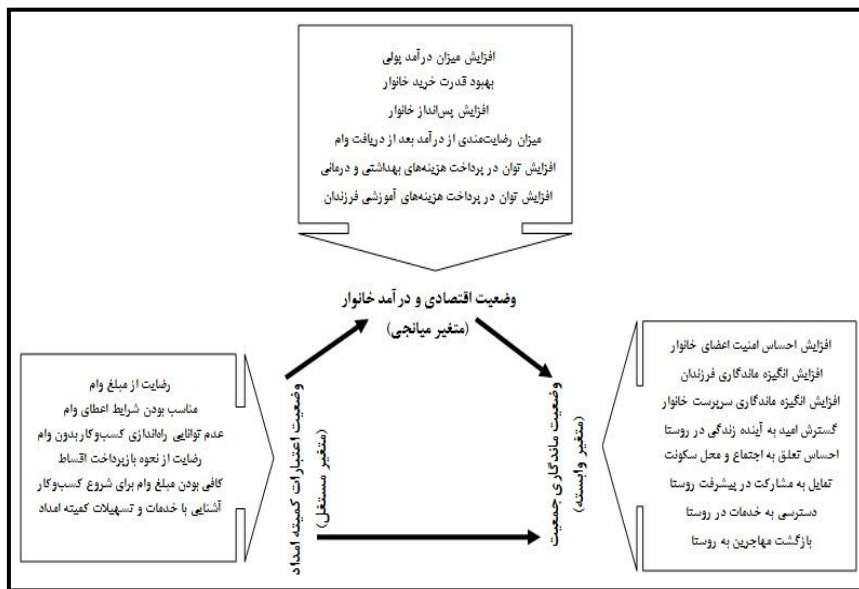 افزایش میزان درآمد پولی
بهبود قدرت خرید خانوار
افزایش پس‌انداز خانوار
میزان رضایت‌مندی از درآمد بعد از دریافت وام
افزایش توان در پرداخت هزینه‌های بهداشتی و درمانی
افزایش توان در پرداخت هزینه‌های آموزشی فرزندان
وضعیت اقتصادی و درآمد خانوار
(متغیر میانجی)
افزایش احساس امنیت اعضای خانوار
افزایش انگیزه ماندگاری فرزندان
افزایش انگیزه ماندگاری سرپرست خانوار
گسترش امید به آینده زندگی در روستا
احساس تعلق به اجتماع و محل سکونت
تمایل به مشارکت در پیشرفت روستا
دسترسی به خدمات در روستا
بازگشت مهاجرین به روستا
وضعیت ماندگاری جمعیت
(متغیر وابسته)
وضعیت اعتبارات کمیته امداد
(متغیر مستغل)
رضایت از مبلغ وام
مناسب بودن شرایط اعطای وام
عدم توانایی راه‌اندازی کسب‌وکار بدون وام
رضایت از نحوه بازپرداخت اقساط
کافی بودن مبلغ وام برای شروع کسب‌وکار
آشنایی با خدمات و تسهیلات کمیته امداد